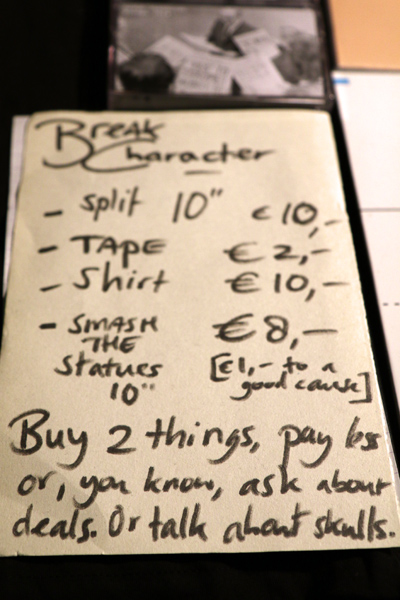 Break
Character
- split 10" €10,-
- TAPE €2,-
- Shirt €10,-
- SMASH €8,-
THE
Statues [€1,- to a
10" good cause]
Buy 2 things, pay less
or, you know, ask about
deals. Or talk about skulls.